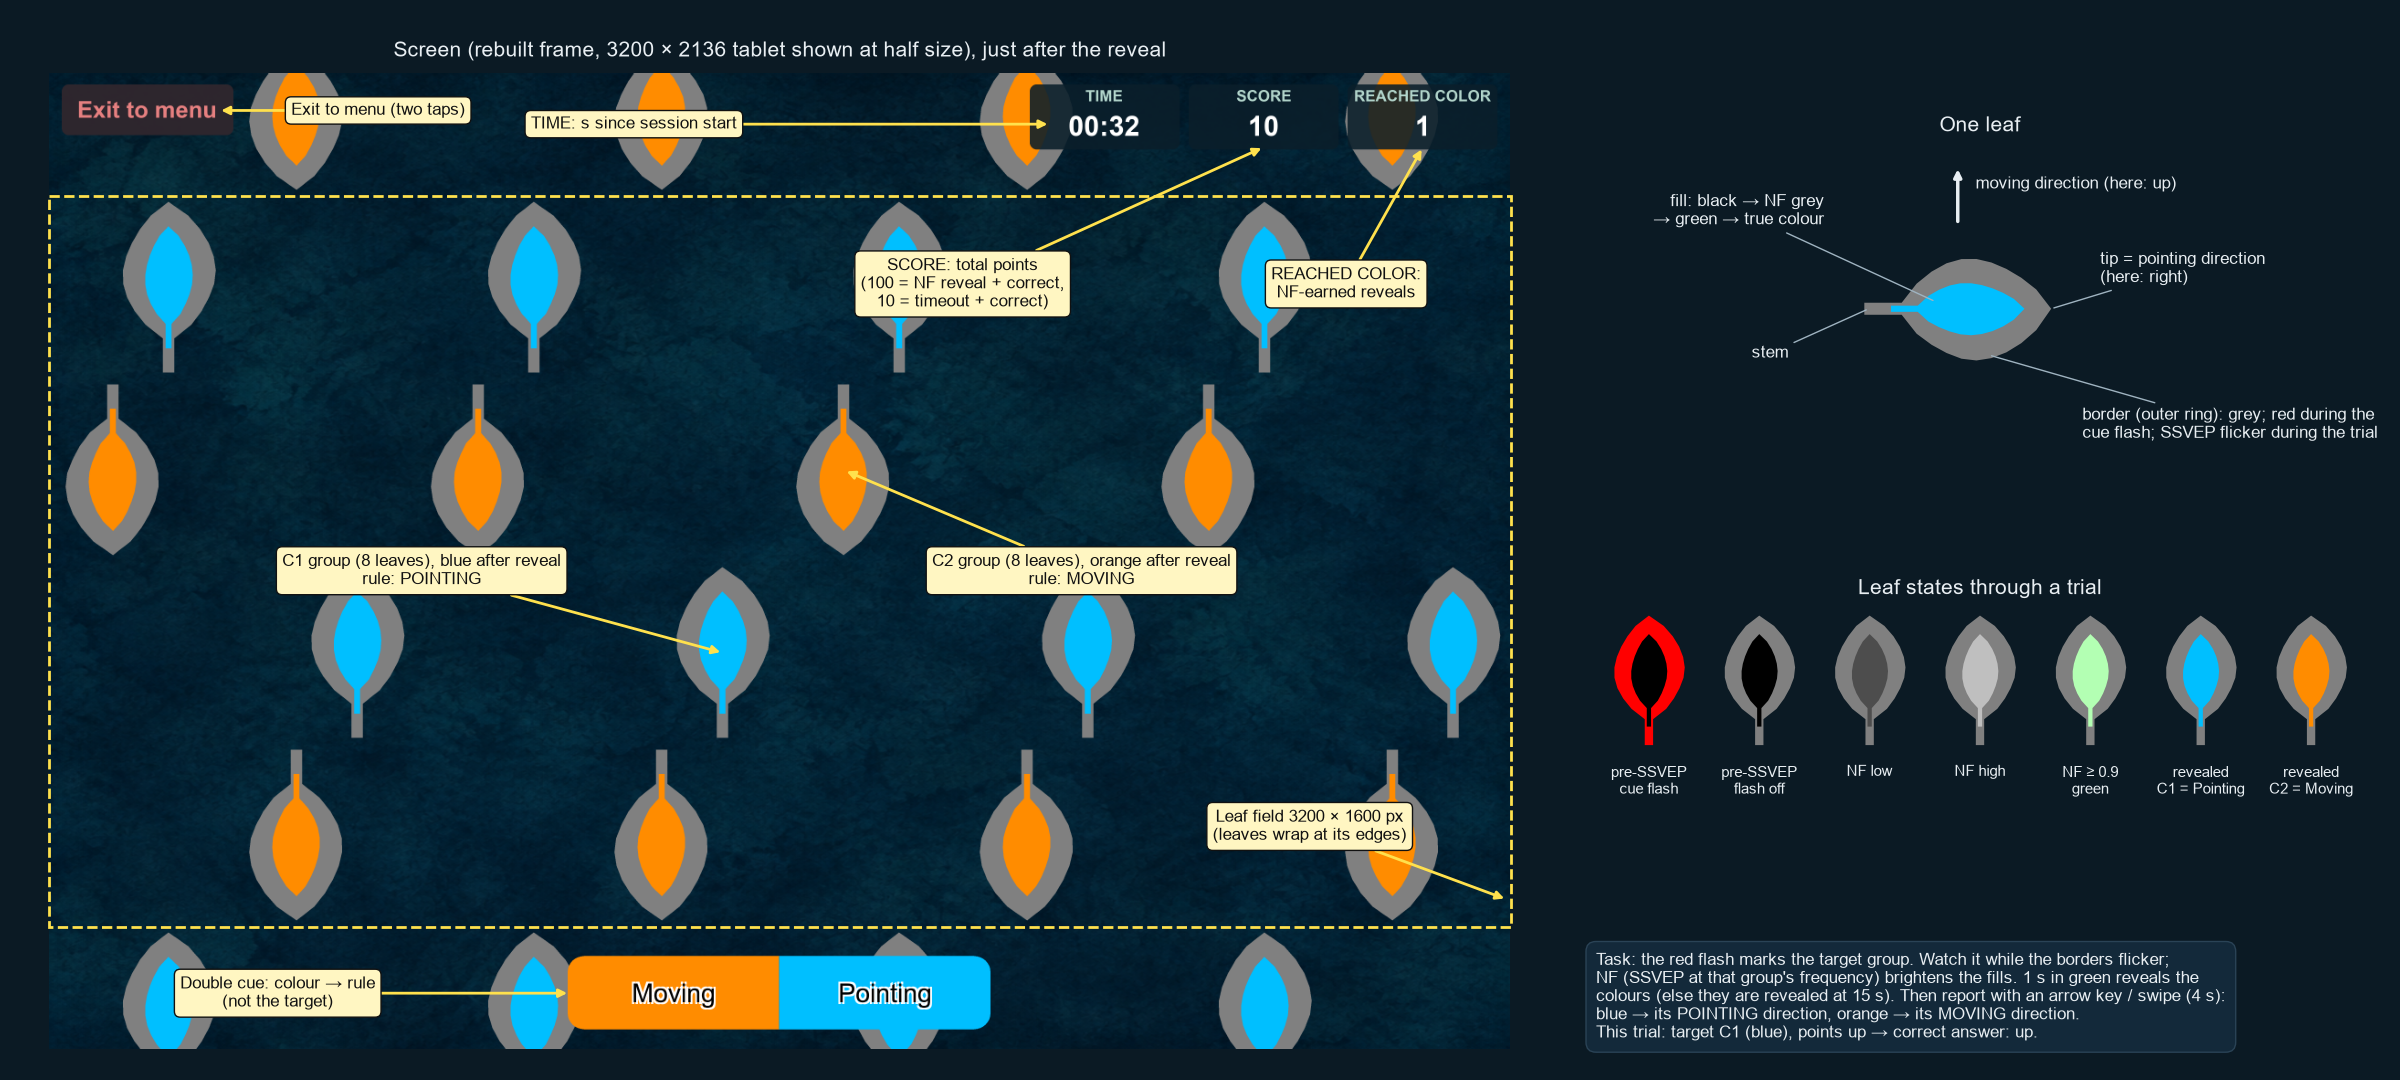 Screen (rebuilt frame, 3200 × 2136 tablet shown at half size), just after the reveal
Exit to menu
Exit to menu (two taps)
TIME: s since session start
TIME
00:32
SCORE
10
REACHED COLOR
1
SCORE: total points
(100 = NF reveal + correct,
10 = timeout + correct)
REACHED COLOR:
NF-earned reveals
C1 group (8 leaves), blue after reveal
rule: POINTING
C2 group (8 leaves), orange after reveal
rule: MOVING
Leaf field 3200 × 1600 px
(leaves wrap at its edges)
Double cue: colour → rule
(not the target)
Moving
Pointing
One leaf
moving direction (here: up)
fill: black → NF grey
→ green → true colour
tip = pointing direction
(here: right)
stem
border (outer ring): grey; red during the
cue flash; SSVEP flicker during the trial
Leaf states through a trial
pre-SSVEP
cue flash
pre-SSVEP
flash off
NF low
NF high
NF ≥ 0.9
green
revealed
C1 = Pointing
revealed
C2 = Moving
Task: the red flash marks the target group. Watch it while the borders flicker;
NF (SSVEP at that group's frequency) brightens the fills. 1 s in green reveals the
colours (else they are revealed at 15 s). Then report with an arrow key / swipe (4 s):
blue → its POINTING direction, orange → its MOVING direction.
This trial: target C1 (blue), points up → correct answer: up.